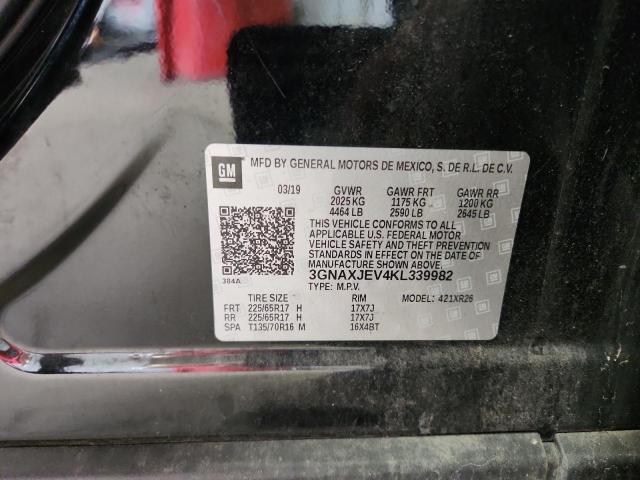 GM
MFD BY GENERAL MOTORS DE MEXICO, S. DE R.L. DE C.V.
03/19 GVWR GAWR FRT GAWR RR
2025 KG 1175 KG 1200 KG
4464 LB 2590 LB 2645 LB
THIS VEHICLE CONFORMS TO ALL
APPLICABLE U.S. FEDERAL MOTOR
VEHICLE SAFETY AND THEFT PREVENTION
STANDARDS IN EFFECT ON THE DATE
OF MANUFACTURE SHOWN ABOVE.
3GNAXJEV4KL339982
384A TYPE: M.P.V.
TIRE SIZE RIM MODEL: 421XR26
FRT 225/65R17 H 17X7J
RR 225/65R17 H 17X7J
SPA T135/70R16 M 16X4BT